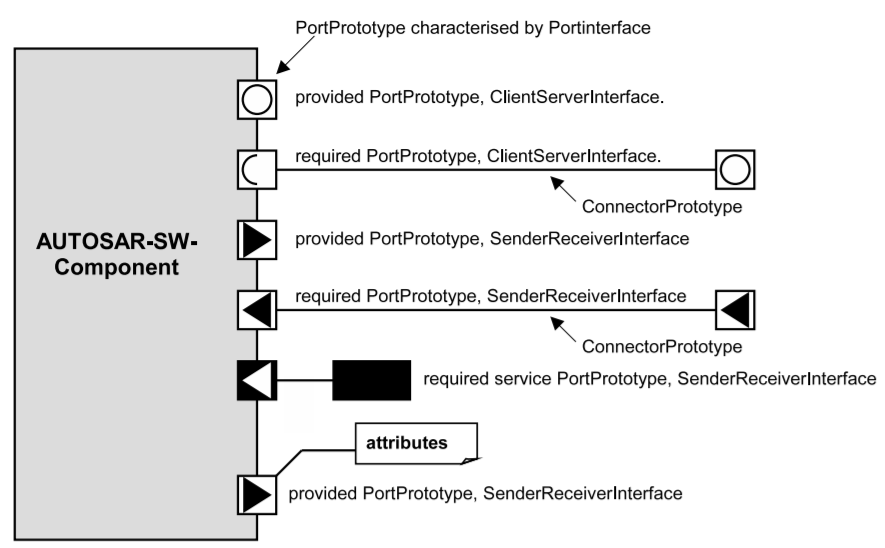 PortPrototype characterised by Portinterface
provided PortPrototype, ClientServerInterface.
required PortPrototype, ClientServerInterface.
ConnectorPrototype
AUTOSAR-SW-
Component
provided PortPrototype, SenderReceiverInterface
required PortPrototype, SenderReceiverInterface
ConnectorPrototype
required service PortPrototype, SenderReceiverInterface
attributes
provided PortPrototype, SenderReceiverInterface